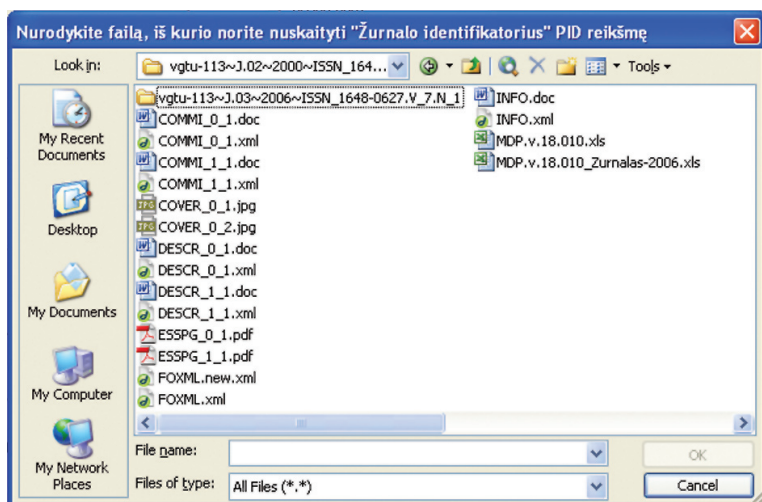 Nurodykite failą, iš kurio norite nuskaityti "Žurnalo identifikatorius" PID reikšmę
Look in:
vgtu-113~J.02~2000~ISSN_164...
Tools
My Recent Documents
Desktop
My Documents
My Computer
My Network Places
vgtu-113~J.03~2006~ISSN_1648-0627.V_7.N_1
COMMI_0_1.doc
COMMI_0_1.xml
COMMI_1_1.doc
COMMI_1_1.xml
COVER_0_1.jpg
COVER_0_2.jpg
DESCR_0_1.doc
DESCR_0_1.xml
DESCR_1_1.doc
DESCR_1_1.xml
ESSPG_0_1.pdf
ESSPG_1_1.pdf
FOXML.new.xml
FOXML.xml
INFO.doc
INFO.xml
MDP.v.18.010.xls
MDP.v.18.010_Zurnalas-2006.xls
File name:
OK
Files of type:
All Files (*.*)
Cancel